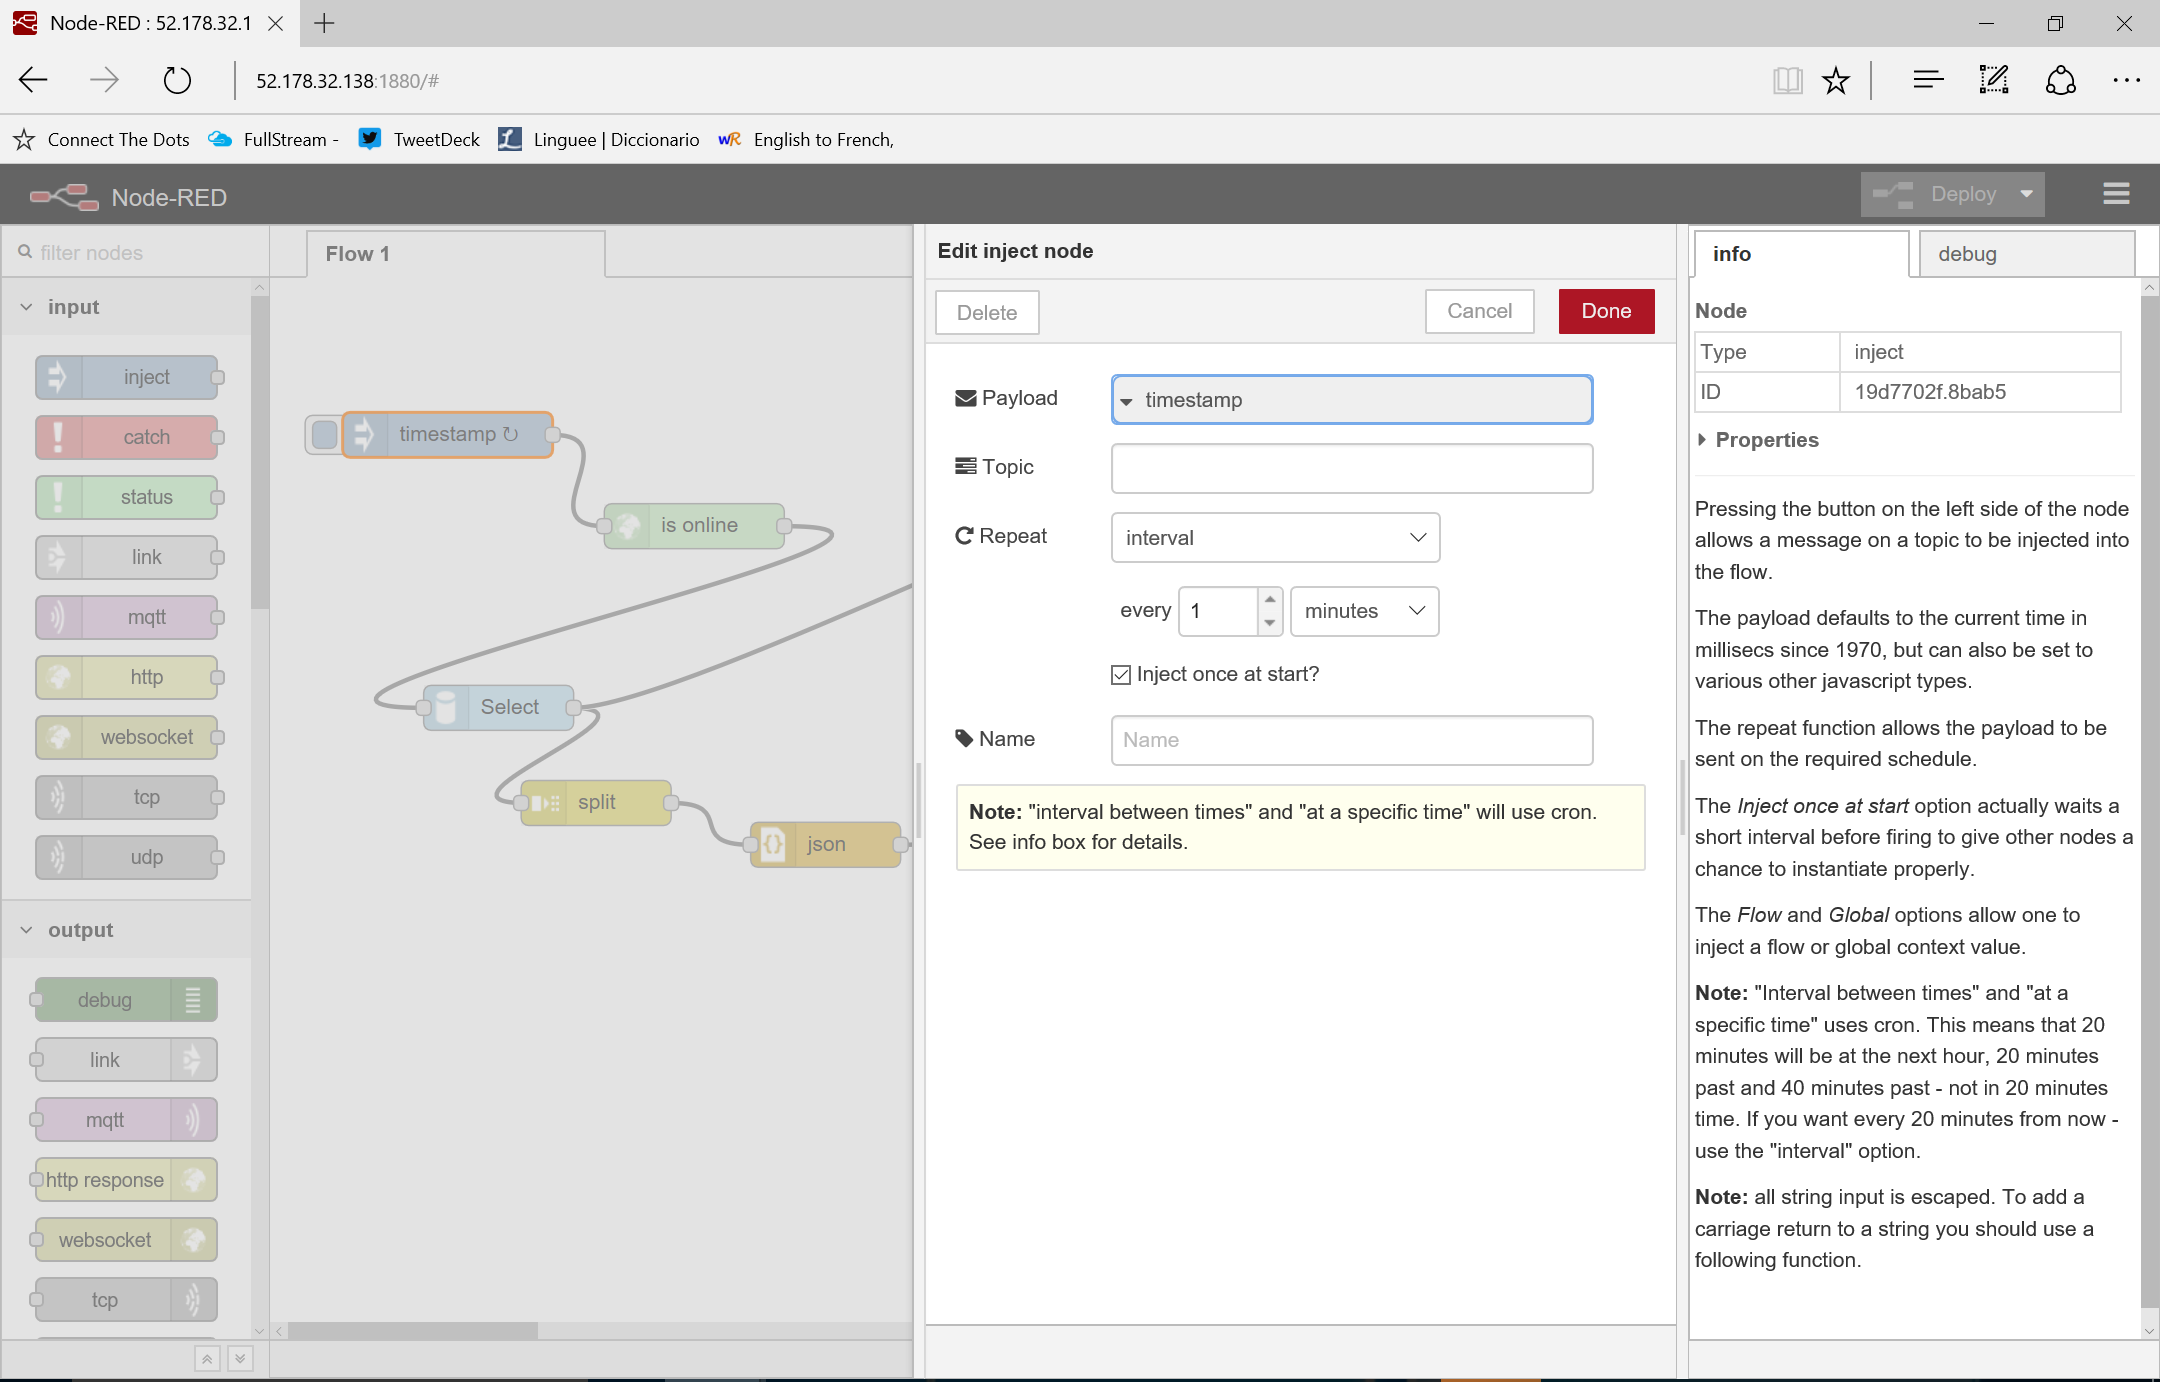 Node-RED : 52.178.32.1
52.178.32.138:1880/#
Connect The Dots
FullStream -
TweetDeck
Linguee | Diccionario
English to French,
Node-RED
Deploy
filter nodes
input
inject
catch
status
link
mqtt
http
websocket
tcp
udp
output
debug
link
mqtt
http response
websocket
tcp
Flow 1
timestamp ↻
is online
Select
split
json
Edit inject node
Delete
Cancel
Done
Payload
timestamp
Topic
Repeat
interval
every 1 minutes
Inject once at start?
Name
Name
Note: "interval between times" and "at a specific time" will use cron.
See info box for details.
info
debug
Node
Type inject
ID 19d7702f.8bab5
Properties
Pressing the button on the left side of the node
allows a message on a topic to be injected into
the flow.
The payload defaults to the current time in
millisecs since 1970, but can also be set to
various other javascript types.
The repeat function allows the payload to be
sent on the required schedule.
The Inject once at start option actually waits a
short interval before firing to give other nodes a
chance to instantiate properly.
The Flow and Global options allow one to
inject a flow or global context value.
Note: "Interval between times" and "at a
specific time" uses cron. This means that 20
minutes will be at the next hour, 20 minutes
past and 40 minutes past - not in 20 minutes
time. If you want every 20 minutes from now -
use the "interval" option.
Note: all string input is escaped. To add a
carriage return to a string you should use a
following function.